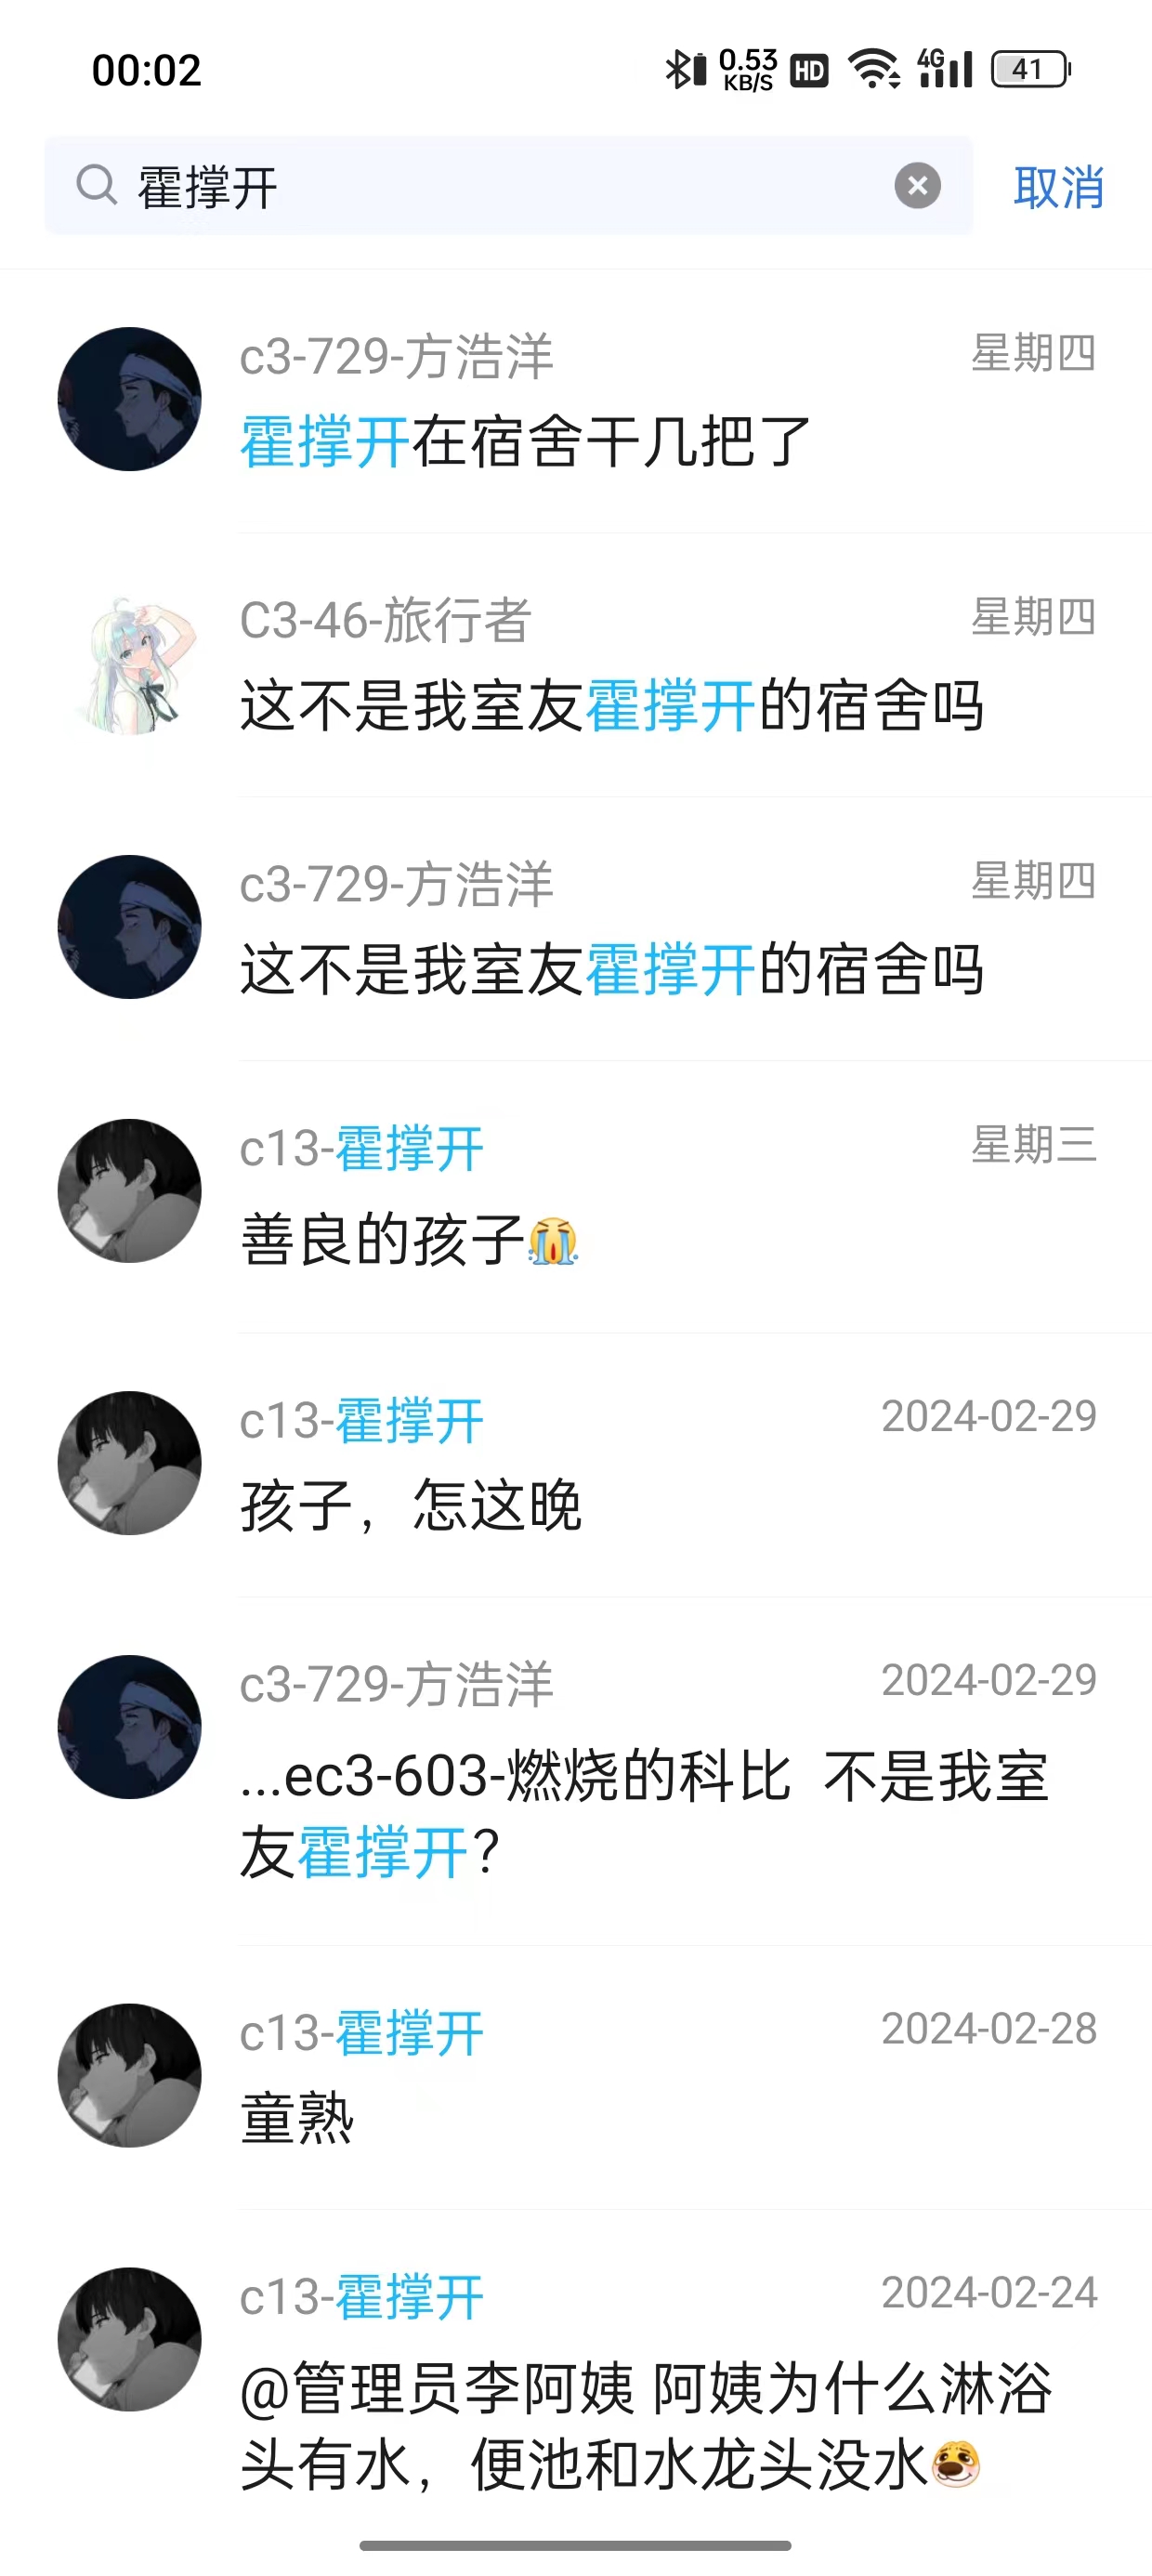 00:02
0.53
KB/S
HD
4G
41
霍撑开
取消
c3-729-方浩洋
星期四
霍撑开在宿舍干几把了
C3-46-旅行者
星期四
这不是我室友霍撑开的宿舍吗
c3-729-方浩洋
星期四
这不是我室友霍撑开的宿舍吗
c13-霍撑开
星期三
善良的孩子😭
c13-霍撑开
2024-02-29
孩子，怎这晚
c3-729-方浩洋
2024-02-29
...ec3-603-燃烧的科比 不是我室
友霍撑开？
c13-霍撑开
2024-02-28
童熟
c13-霍撑开
2024-02-24
@管理员李阿姨 阿姨为什么淋浴
头有水，便池和水龙头没水